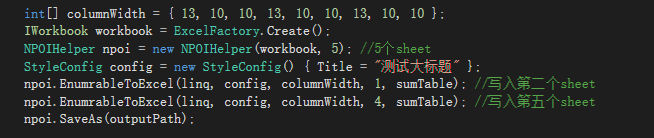 int[] columnWidth = { 13, 10, 10, 13, 10, 10, 13, 10, 10 };
IWorkbook workbook = ExcelFactory.Create();
NPOIHelper npoi = new NPOIHelper(workbook, 5); //5个sheet
StyleConfig config = new StyleConfig() { Title = "测试大标题" };
npoi.EnumrableToExcel(linq, config, columnWidth, 1, sumTable); //写入第二个sheet
npoi.EnumrableToExcel(linq, config, columnWidth, 4, sumTable); //写入第五个sheet
npoi.SaveAs(outputPath);